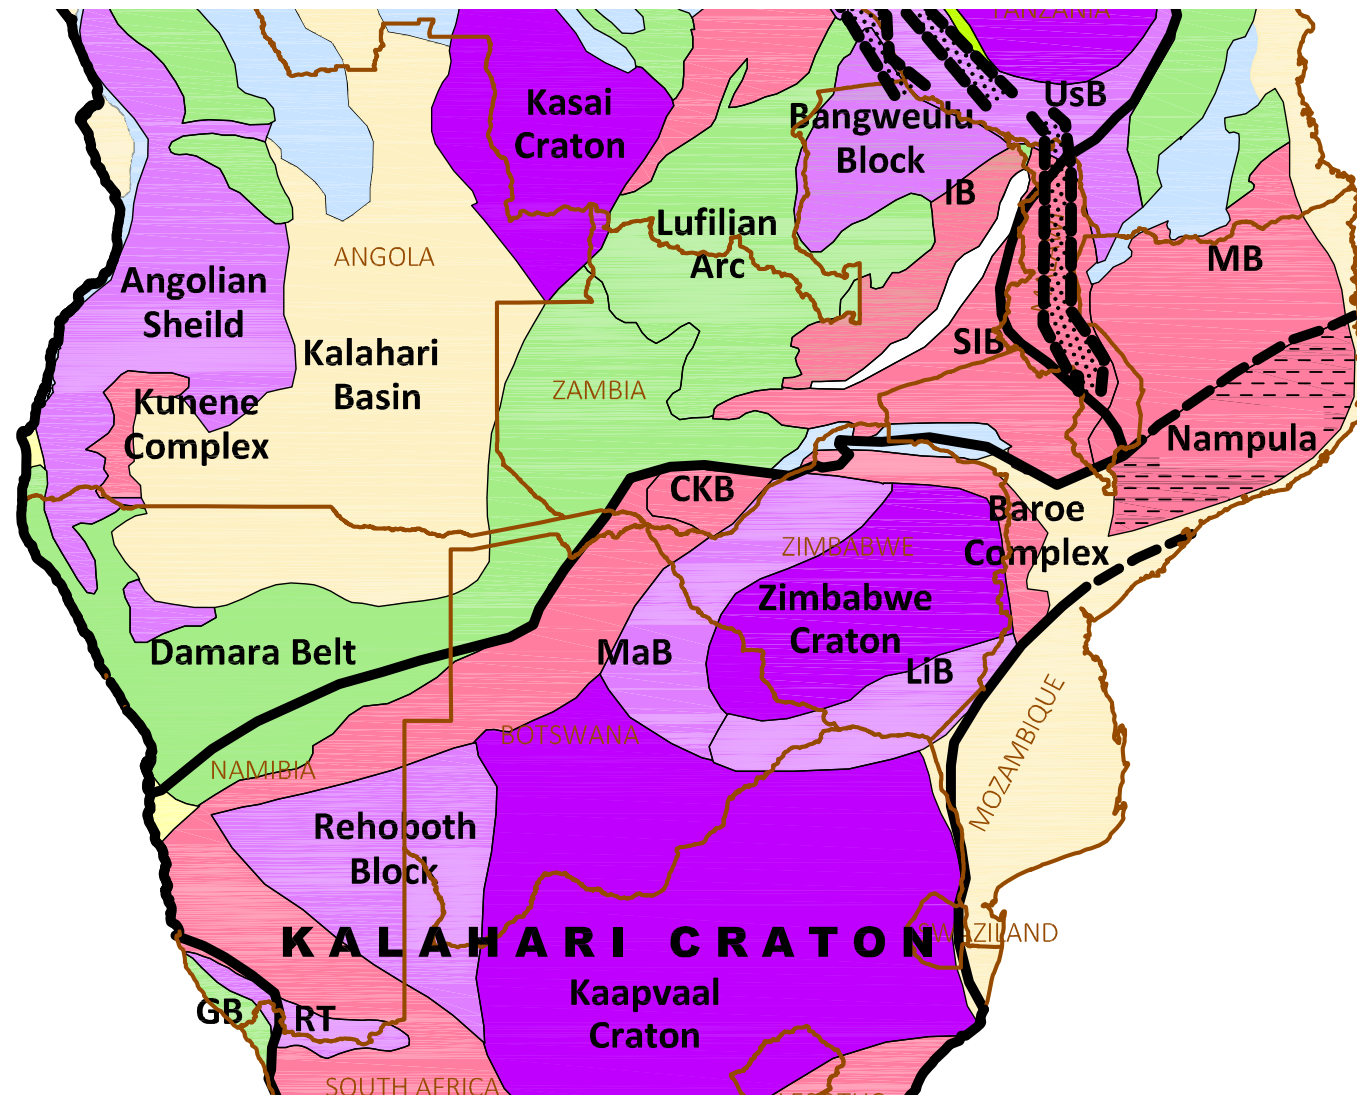 TANZANIA
UsB
Kasai
Craton
Bangweulu
Block
IB
Lufilian
Arc
ANGOLA
MB
Angolian
Sheild
SIB
Kalahari
Basin
ZAMBIA
Kunene
Complex
Nampula
CKB
Baroe
Complex
ZIMBABWE
Zimbabwe
Craton
Damara Belt
MaB
LiB
MOZAMBIQUE
BOTSWANA
NAMIBIA
Rehoboth
Block
KALAHARI CRATON
SWAZILAND
Kaapvaal
Craton
GB
RT
SOUTH AFRICA
LESOTHO